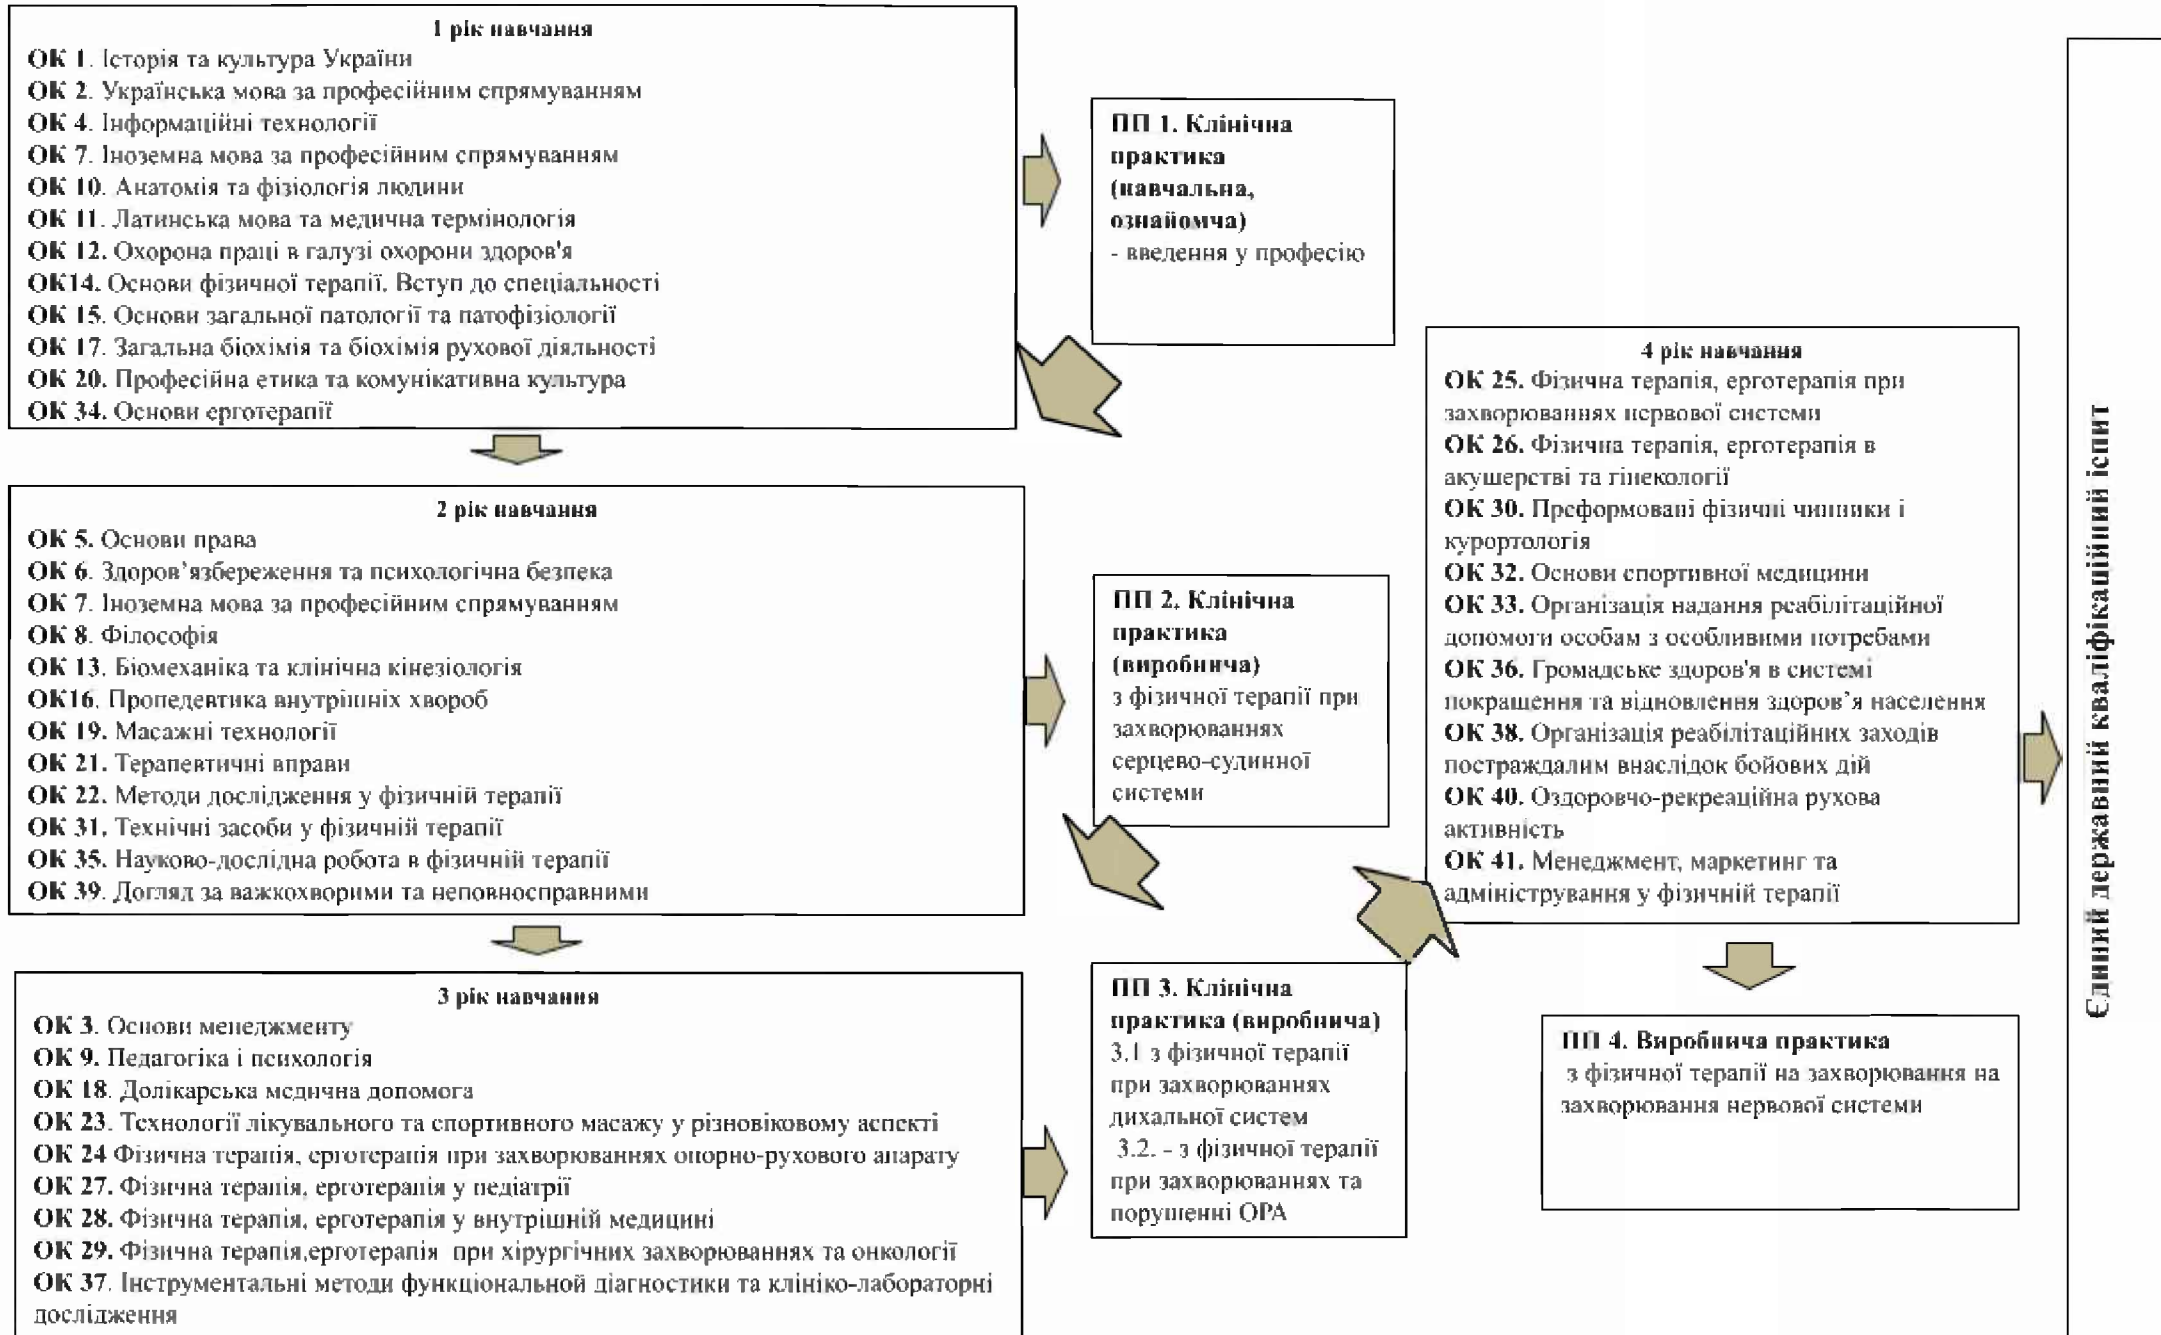 1 рік навчання
ОК 1. Історія та культура України
ОК 2. Українська мова за професійним спрямуванням
ОК 4. Інформаційні технології
ОК 7. Іноземна мова за професійним спрямуванням
ОК 10. Анатомія та фізіологія людини
ОК 11. Латинська мова та медична термінологія
ОК 12. Охорона праці в галузі охорони здоров'я
ОК14. Основи фізичної терапії. Вступ до спеціальності
ОК 15. Основи загальної патології та патофізіології
ОК 17. Загальна біохімія та біохімія рухової діяльності
ОК 20. Професійна етика та комунікативна культура
ОК 34. Основи ерготерапії
ПП 1. Клінічна
практика
(навчальна,
ознайомча)
- введення у професію
2 рік навчання
ОК 5. Основи права
ОК 6. Здоров’язбереження та психологічна безпека
ОК 7. Іноземна мова за професійним спрямуванням
ОК 8. Філософія
ОК 13. Біомеханіка та клінічна кінезіологія
ОК16. Пропедевтика внутрішніх хвороб
ОК 19. Масажні технології
ОК 21. Терапевтичні вправи
ОК 22. Методи дослідження у фізичній терапії
ОК 31. Технічні засоби у фізичній терапії
ОК 35. Науково-дослідна робота в фізичній терапії
ОК 39. Догляд за важкохворими та неповносправними
ПП 2. Клінічна
практика
(виробнича)
з фізичної терапії при
захворюваннях
серцево-судинної
системи
3 рік навчання
ОК 3. Основи менеджменту
ОК 9. Педагогіка і психологія
ОК 18. Долікарська медична допомога
ОК 23. Технології лікувального та спортивного масажу у різновіковому аспекті
ОК 24 Фізична терапія, ерготерапія при захворюваннях опорно-рухового апарату
ОК 27. Фізична терапія, ерготерапія у педіатрії
ОК 28. Фізична терапія, ерготерапія у внутрішній медицині
ОК 29. Фізична терапія,ерготерапія при хірургічних захворюваннях та онкології
ОК 37. Інструментальні методи функціональной діагностики та клініко-лабораторні
дослідження
ПП 3. Клінічна
практика (виробнича)
3.1 з фізичної терапії
при захворюваннях
дихальної систем
3.2. - з фізичної терапії
при захворюваннях та
порушенні ОРА
4 рік навчання
ОК 25. Фізична терапія, ерготерапія при
захворюваннях нервової системи
ОК 26. Фізична терапія, ерготерапія в
акушерстві та гінекології
ОК 30. Преформовані фізичні чинники і
курортологія
ОК 32. Основи спортивної медицини
ОК 33. Організація надання реабілітаційної
допомоги особам з особливими потребами
ОК 36. Громадське здоров'я в системі
покращення та відновлення здоров’я населення
ОК 38. Організація реабілітаційних заходів
постраждалим внаслідок бойових дій
ОК 40. Оздоровчо-рекреаційна рухова
активність
ОК 41. Менеджмент, маркетинг та
адміністрування у фізичній терапії
ПП 4. Виробнича практика
з фізичної терапії на захворювання на
захворювання нервової системи
Єдиний державний кваліфікаційний іспит